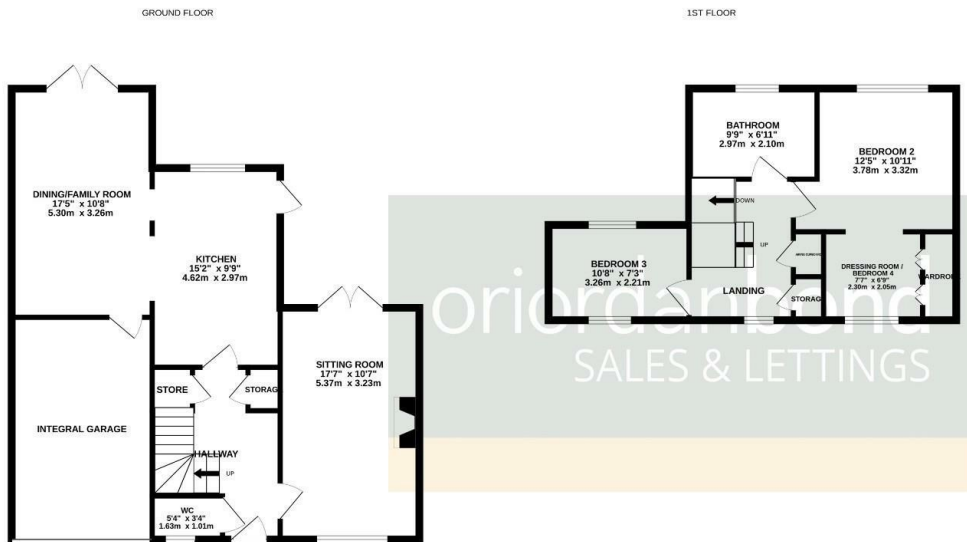 GROUND FLOOR
1ST FLOOR
DINING/FAMILY ROOM
17'5" x 10'8"
5.30m x 3.26m
KITCHEN
15'2" x 9'9"
4.62m x 2.97m
SITTING ROOM
17'7" x 10'7"
5.37m x 3.23m
STORE
STORAG
INTEGRAL GARAGE
HALLWAY
UP
WC
5'4" x 3'4"
1.63m x 1.01m
BATHROOM
9'9" x 6'11"
2.97m x 2.10m
BEDROOM 2
12'5" x 10'11"
3.78m x 3.32m
DOWN
UP
BEDROOM 3
10'8" x 7'3"
3.26m x 2.21m
LANDING
STORAG
DRESSING ROOM /
BEDROOM 4
7'7" x 6'9"
2.30m x 2.05m
WARDROB
oriordanbond
SALES & LETTINGS